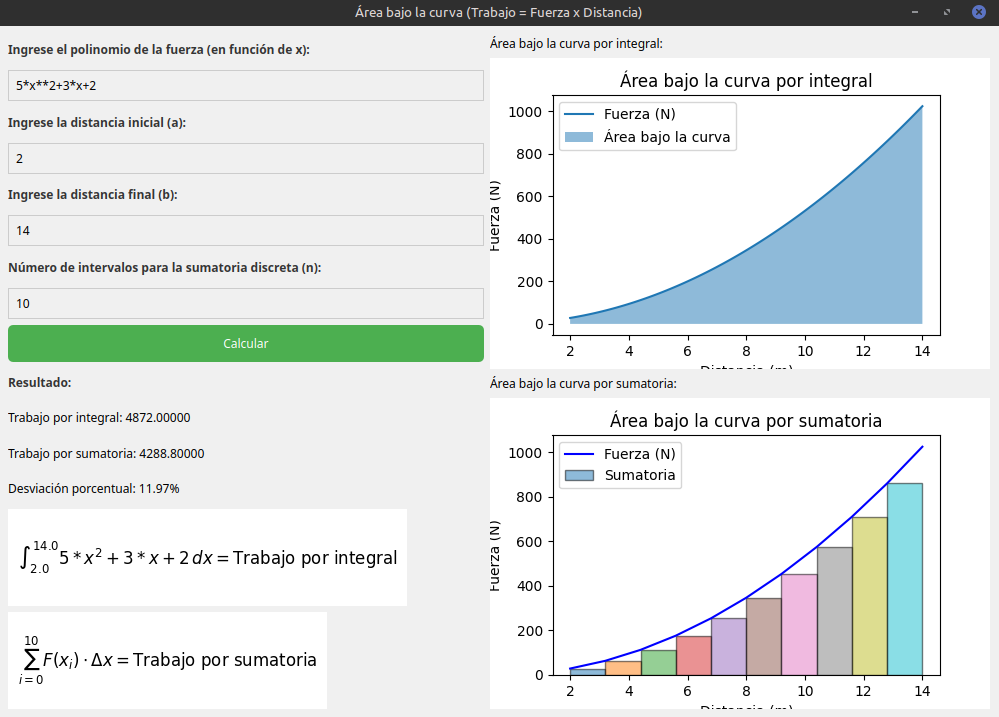 Área bajo la curva (Trabajo = Fuerza x Distancia)
Ingrese el polinomio de la fuerza (en función de x):
5*x**2+3*x+2
Ingrese la distancia inicial (a):
2
Ingrese la distancia final (b):
14
Número de intervalos para la sumatoria discreta (n):
10
Calcular
Resultado:
Trabajo por integral: 4872.00000
Trabajo por sumatoria: 4288.80000
Desviación porcentual: 11.97%
∫_{2.0}^{14.0} 5 * x² + 3 * x + 2 dx = Trabajo por integral
∑_{i=0}^{10} F(x_i) · Δx = Trabajo por sumatoria
Área bajo la curva por integral:
Área bajo la curva por integral
Fuerza (N)
Área bajo la curva
Fuerza (N)
1000
800
600
400
200
0
2 4 6 8 10 12 14
Distancia (m)
Área bajo la curva por sumatoria:
Área bajo la curva por sumatoria
Fuerza (N)
Sumatoria
Fuerza (N)
1000
800
600
400
200
0
2 4 6 8 10 12 14
Distancia (m)